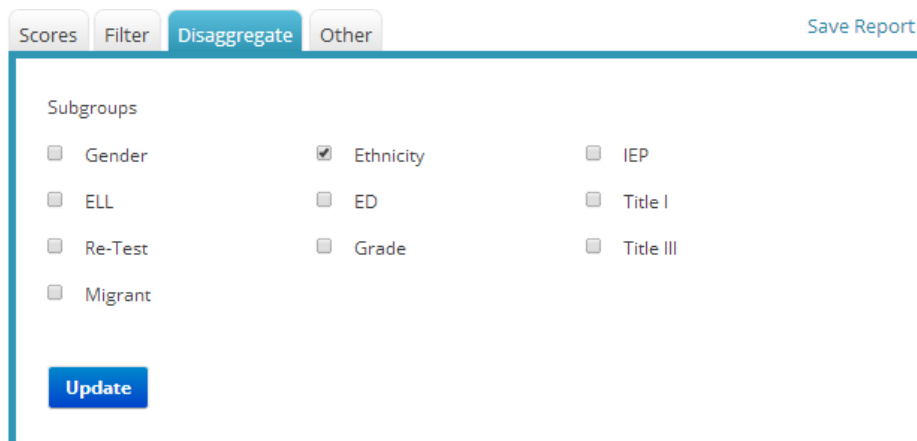 Scores Filter Disaggregate Other Save Report
Subgroups
Gender Ethnicity IEP
ELL ED Title I
Re-Test Grade Title III
Migrant
Update